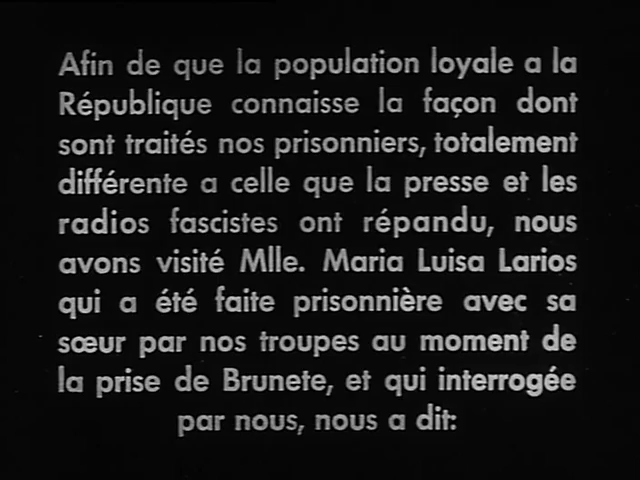 Afin de que la population loyale a la
République connaisse la façon dont
sont traités nos prisonniers, totalement
différente a celle que la presse et les
radios fascistes ont répandu, nous
avons visité Mlle. Maria Luisa Larios
qui a été faite prisonnière avec sa
sœur par nos troupes au moment de
la prise de Brunete, et qui interrogée
par nous, nous a dit: